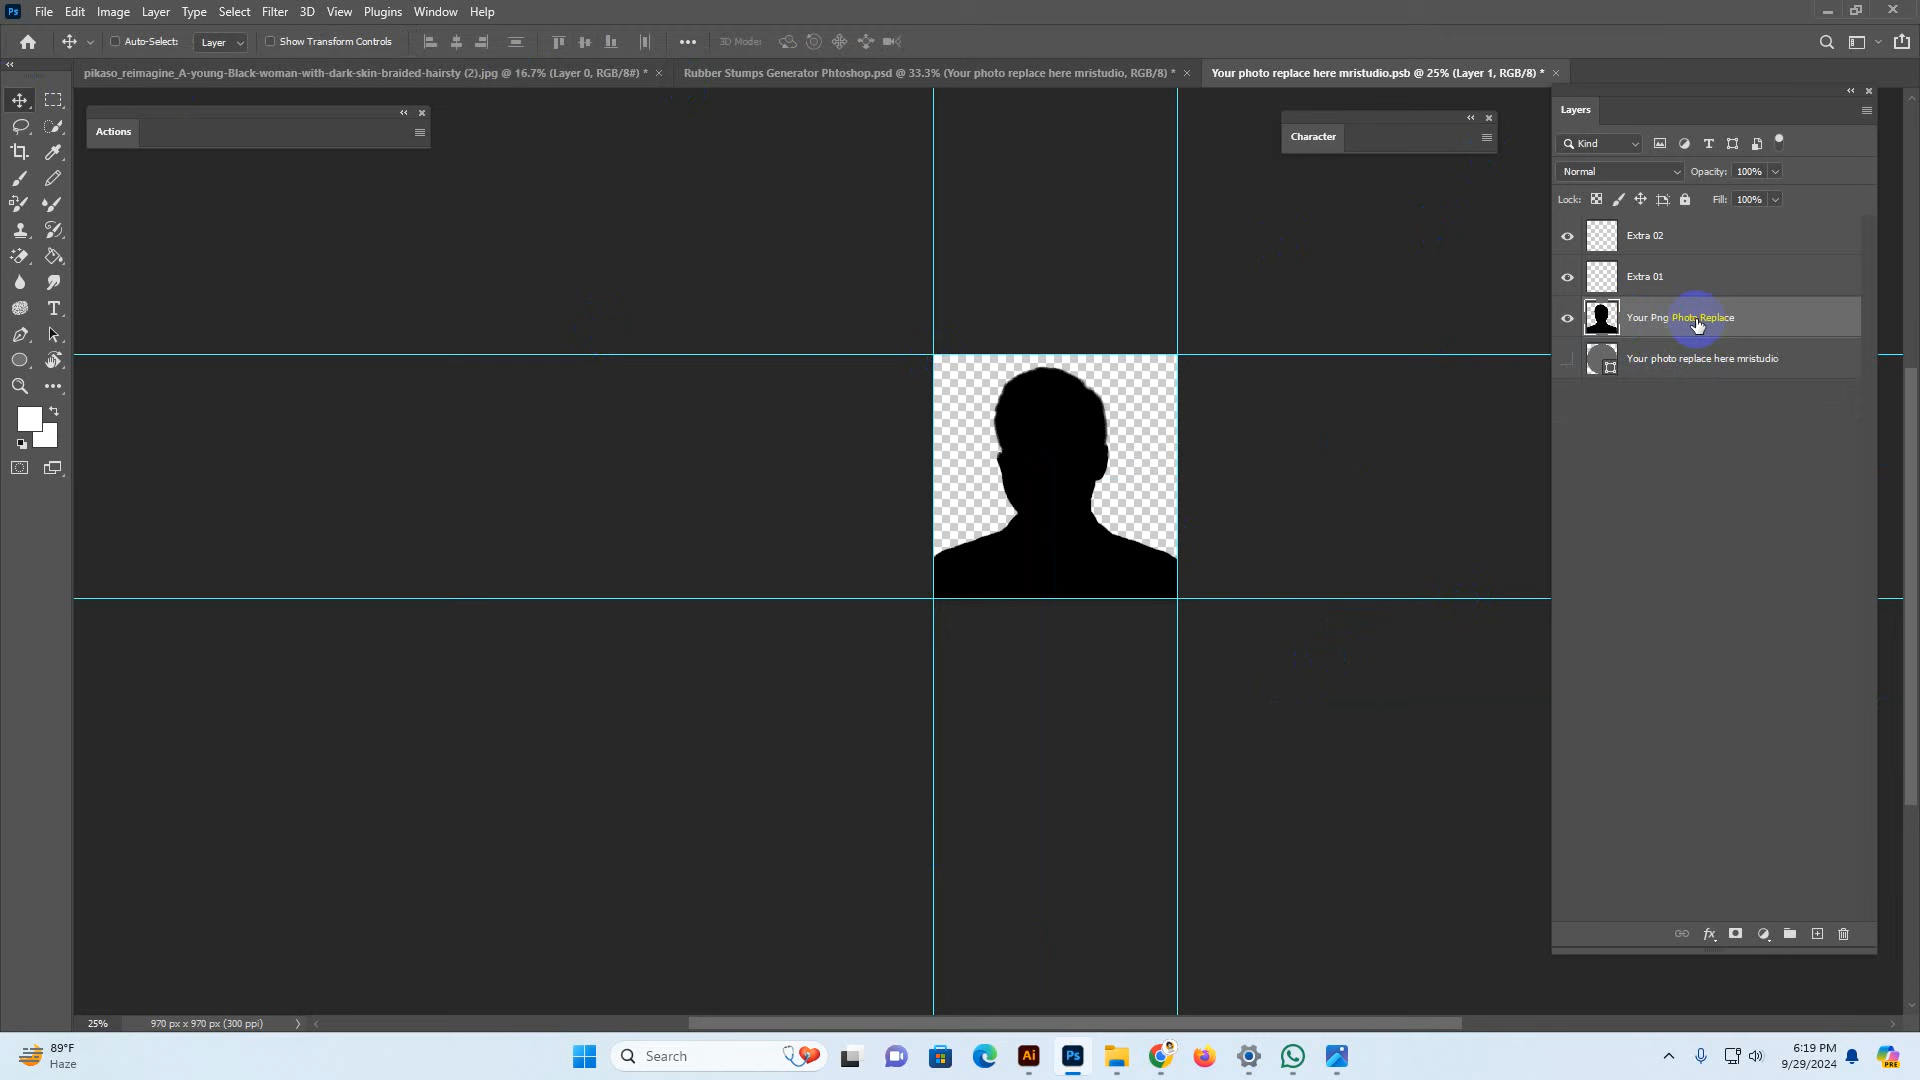 Ps File Edit Image Layer Type Select Filter 3D View Plugins Window Help
Auto-Select: Layer Show Transform Controls 3D Mode:
pikaso_reimagine_A-young-Black-woman-with-dark-skin-braided-hairsty (2).jpg @ 16.7% (Layer 0, RGB/8#) * Rubber Stumps Generator Phtoshop.psd @ 33.3% (Your photo replace here mristudio, RGB/8) * Your photo replace here mristudio.psb @ 25% (Layer 1, RGB/8) *
Actions
Character
Layers
Kind
Normal Opacity: 100%
Lock: Fill: 100%
Extra 02
Extra 01
Your Png Photo Replace
Your photo replace here mristudio
fx
25% 970 px x 970 px (300 ppi)
89°F
Haze
Search
Ai Ps
PRE
6:19 PM
9/29/2024